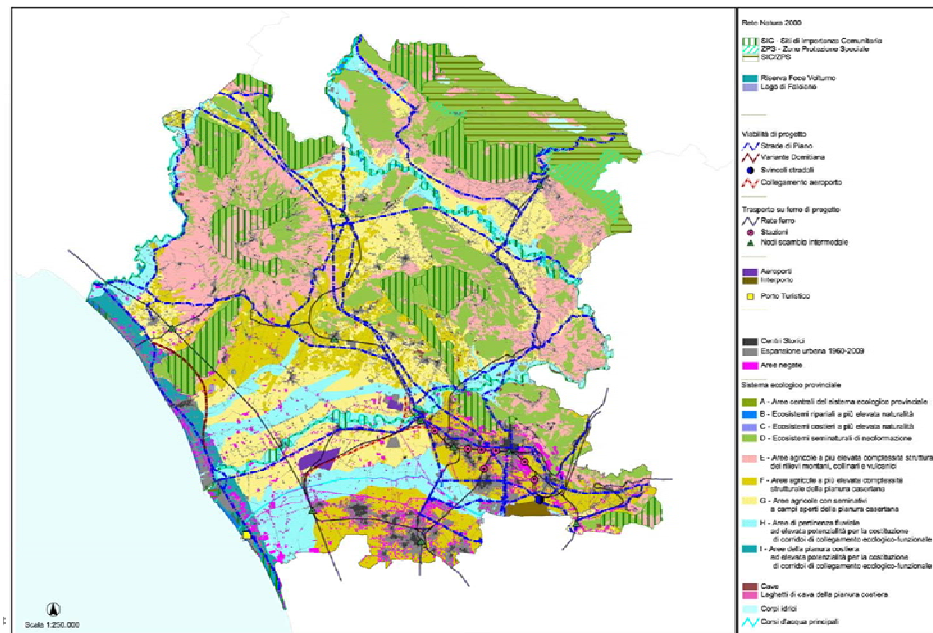 Rete Natura 2000
SIC - Siti di Importanza Comunitaria
ZPS - Zone Protezione Speciale
SIC/ZPS
Riserva Foce Volturno
Lago di Falciano
Viabilità di progetto
Strade di Piano
Variante Domitiana
Svincoli stradali
Collegamento aeroporto
Trasporto su ferro di progetto
Rete ferro
Stazioni
Nodi scambio intermodale
Aeroporti
Interporto
Porto Turistico
Centri Storici
Espansione urbana 1960-2009
Aree negate
Sistema ecologico provinciale
A - Aree centrali del sistema ecologico provinciale
B - Ecosistemi ripariali a più elevata naturalità
C - Ecosistemi costieri a più elevata naturalità
D - Ecosistemi seminaturali di neoformazione
E - Aree agricole a più elevata complessità strutturale
dei rilievi montani, collinari e vulcanici
F - Aree agricole a più elevata complessità
strutturale della pianura casertana
G - Aree agricole con seminativi
a campi aperti della pianura casertana
H - Area di pertinenza fluviale
ad elevata potenzialità per la costituzione
di corridoi di collegamento ecologico-funzionale
I - Aree della pianura costiera
ad elevata potenzialità per la costituzione
di corridoi di collegamento ecologico-funzionale
Cave
Laghetti di cava della pianura costiera
Corpi idrici
Corsi d'acqua principali
Scala 1:250.000